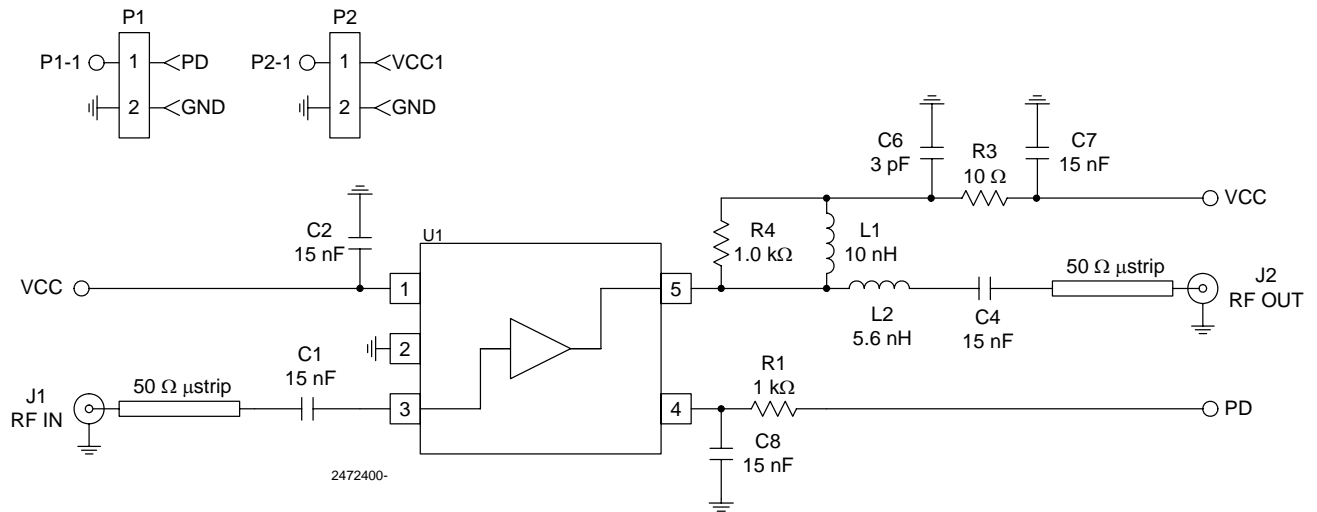 P1
P2
P1-1
1
PD
P2-1
1
VCC1
2
GND
2
GND
C6
3 pF
R3
10 Ω
C7
15 nF
VCC
C2
15 nF
U1
R4
1.0 kΩ
L1
10 nH
VCC
1
5
50 Ω µstrip
J2
RF OUT
L2
5.6 nH
C4
15 nF
2
C1
15 nF
R1
1 kΩ
J1
RF IN
50 Ω µstrip
3
4
PD
C8
15 nF
2472400-